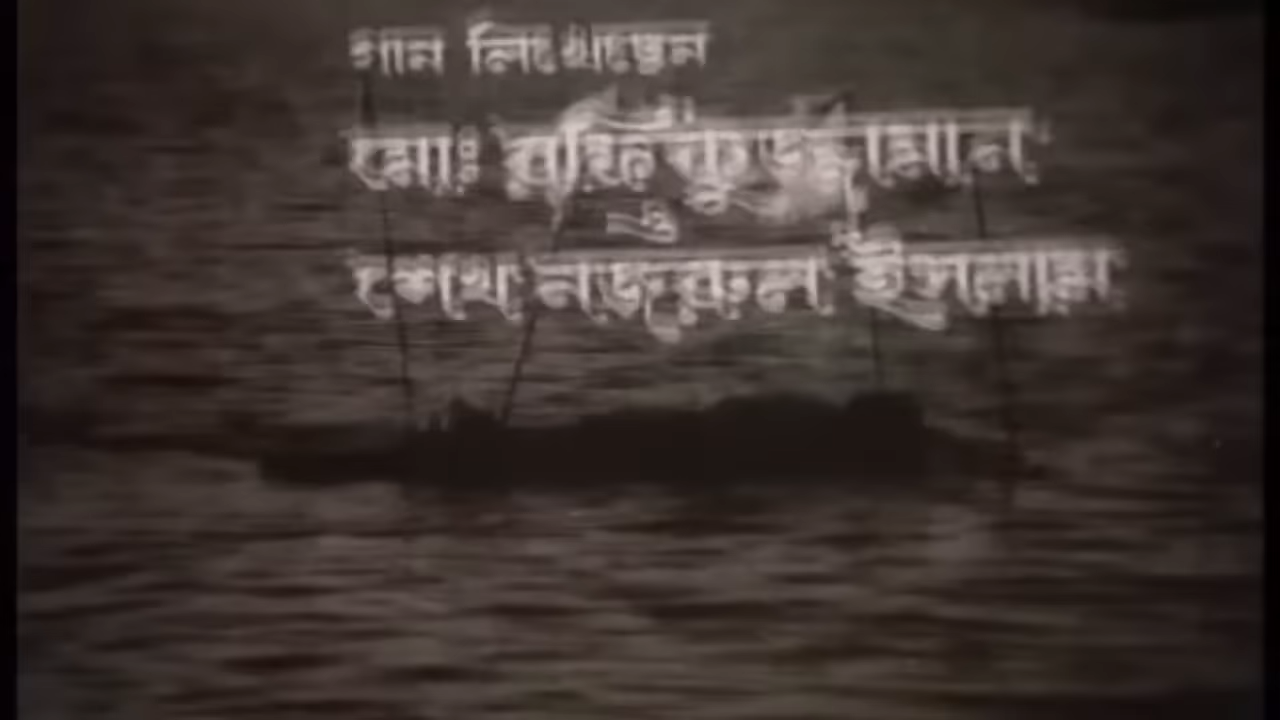 গান লিখেছেন
মোঃ রফিকুজ্জামান
ও
শেখ নজরুল ইসলাম